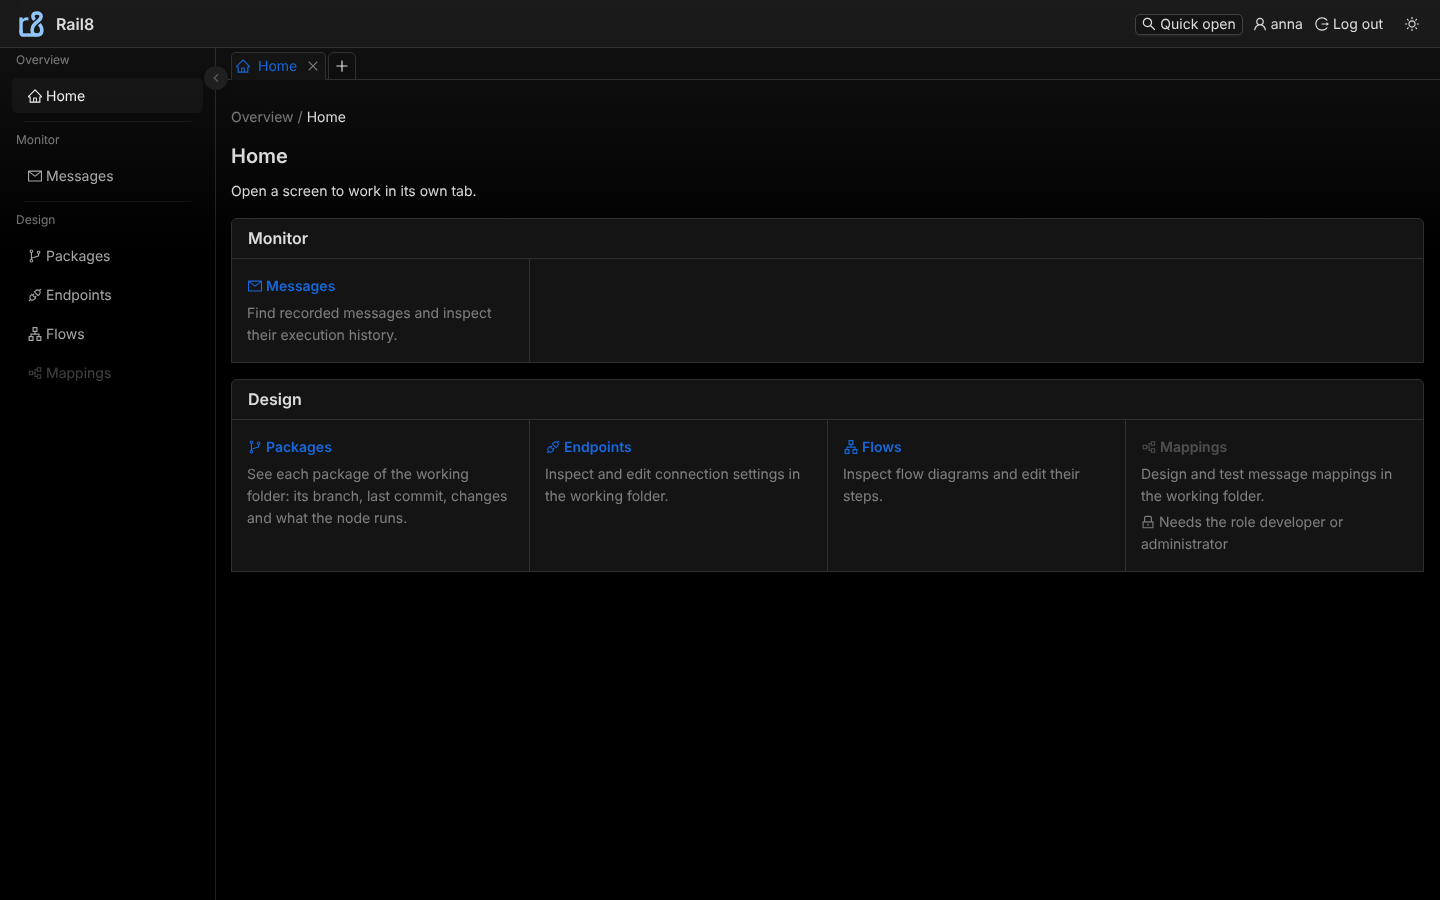 r8 Rail8
Quick open
anna
Log out
Overview
Home
Monitor
Messages
Design
Packages
Endpoints
Flows
Mappings
Home
Overview / Home
Home
Open a screen to work in its own tab.
Monitor
Messages
Find recorded messages and inspect
their execution history.
Design
Packages
See each package of the working
folder: its branch, last commit, changes
and what the node runs.
Endpoints
Inspect and edit connection settings in
the working folder.
Flows
Inspect flow diagrams and edit their
steps.
Mappings
Design and test message mappings in
the working folder.
Needs the role developer or
administrator